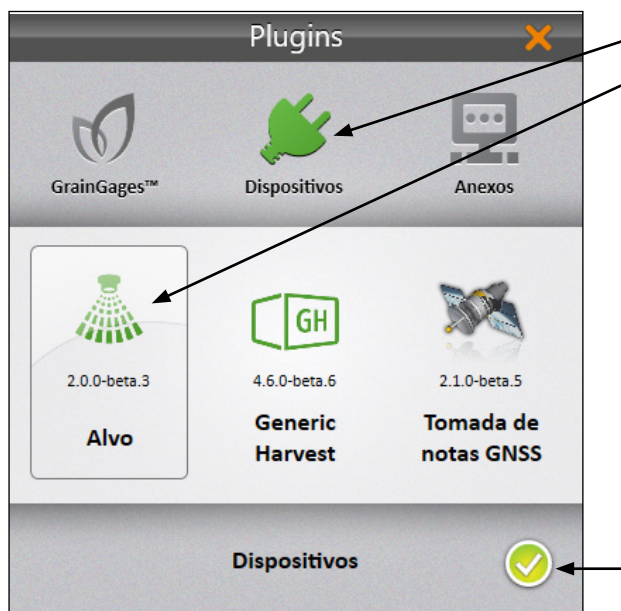 Plugins
GrainGages™
Dispositivos
Anexos
GH
2.0.0-beta.3
4.6.0-beta.6
2.1.0-beta.5
Alvo
Generic
Harvest
Tomada de
notas GNSS
Dispositivos